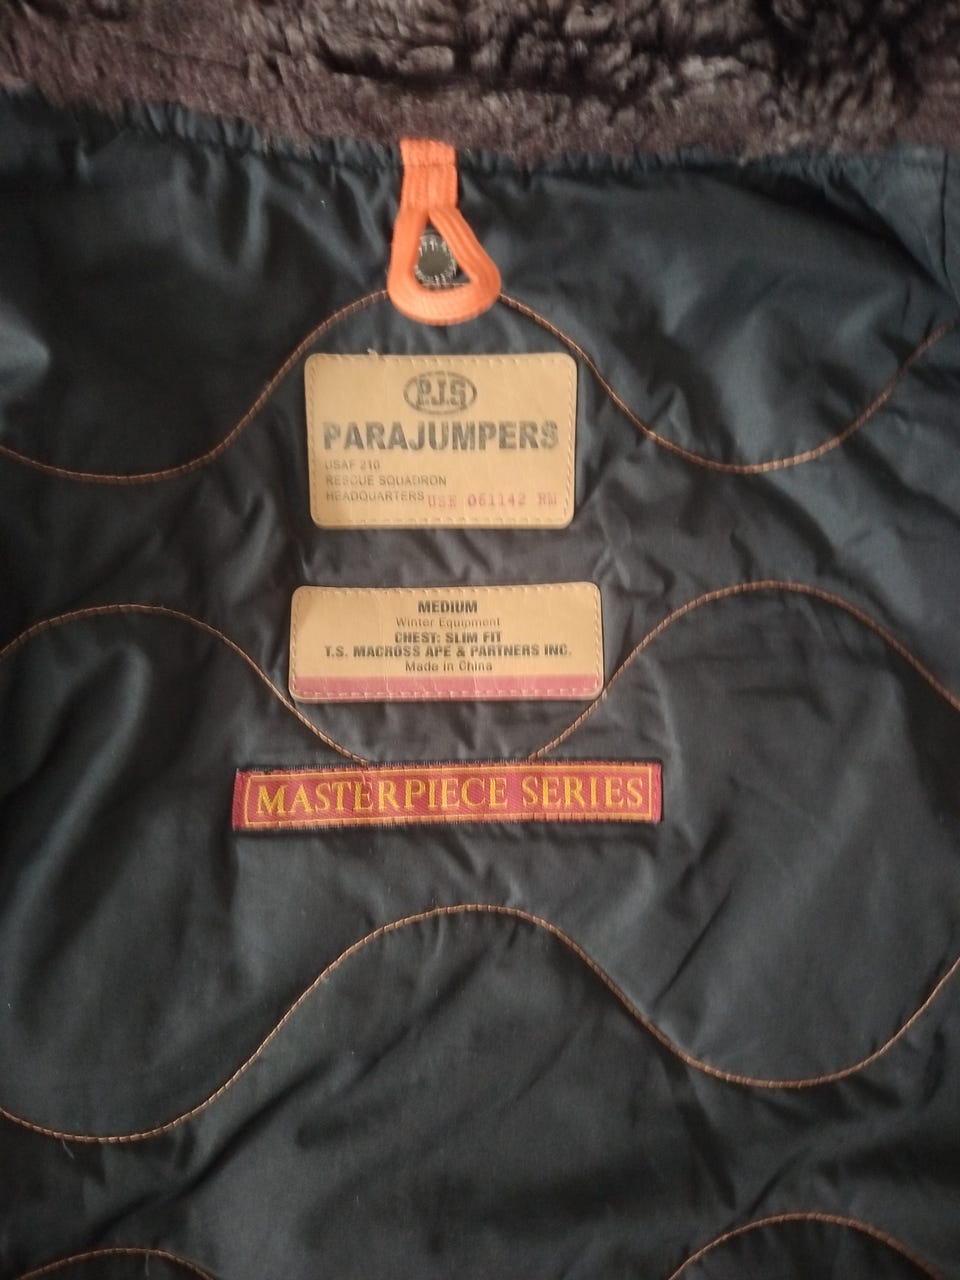 P.J.S
PARAJUMPERS
USAF 210
RESCUE SQUADRON
HEADQUARTERS USE 061142 RM
MEDIUM
Winter Equipment
CHEST: SLIM FIT
T.S. MACROSS APE & PARTNERS INC.
Made in China
MASTERPIECE SERIES